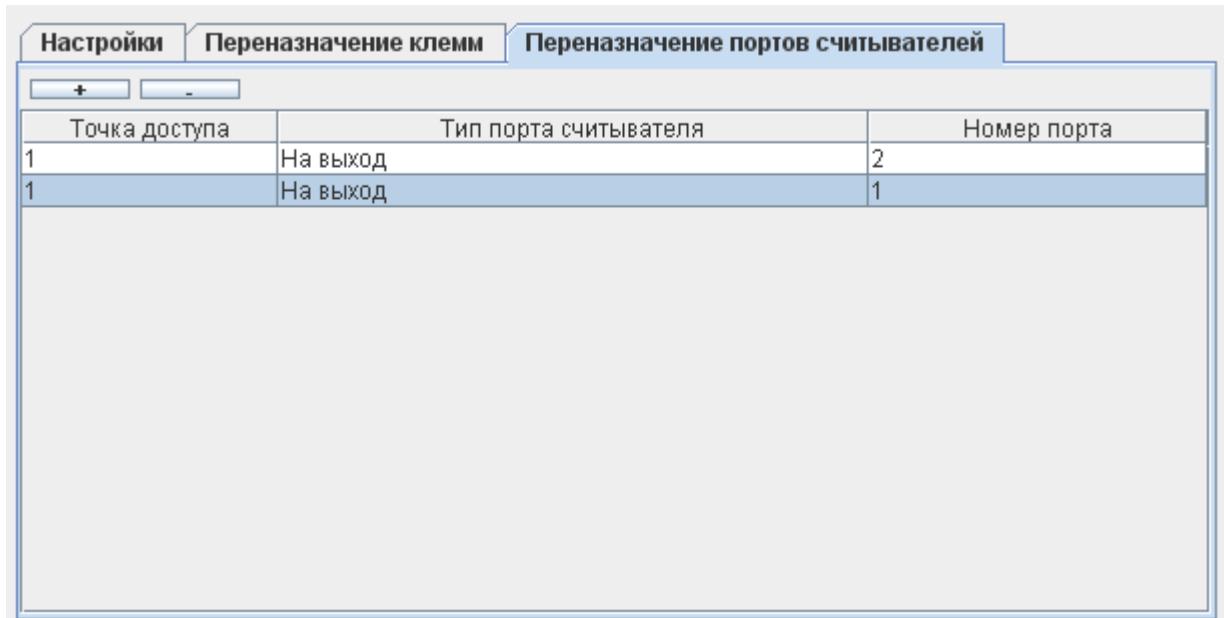 Настройки Переназначение клемм Переназначение портов считывателей
+ -
Точка доступа Тип порта считывателя Номер порта
1 На выход 2
1 На выход 1